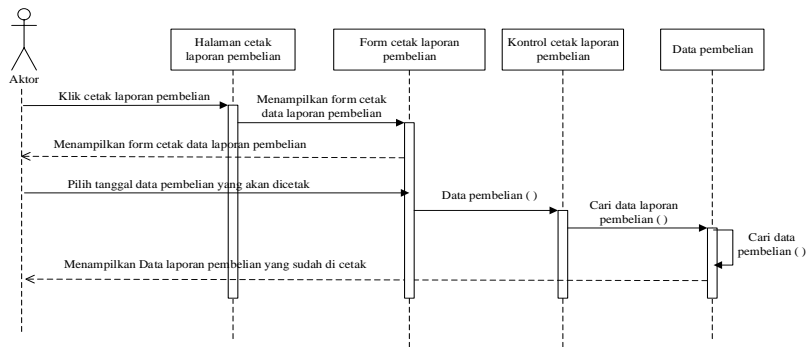 Halaman cetak
laporan pembelian
Form cetak laporan
pembelian
Kontrol cetak laporan
pembelian
Data pembelian
Aktor
Klik cetak laporan pembelian
Menampilkan form cetak
data laporan pembelian
Menampilkan form cetak data laporan pembelian
Pilih tanggal data pembelian yang akan dicetak
Data pembelian ( )
Cari data laporan
pembelian ( )
Cari data
pembelian ( )
Menampilkan Data laporan pembelian yang sudah di cetak